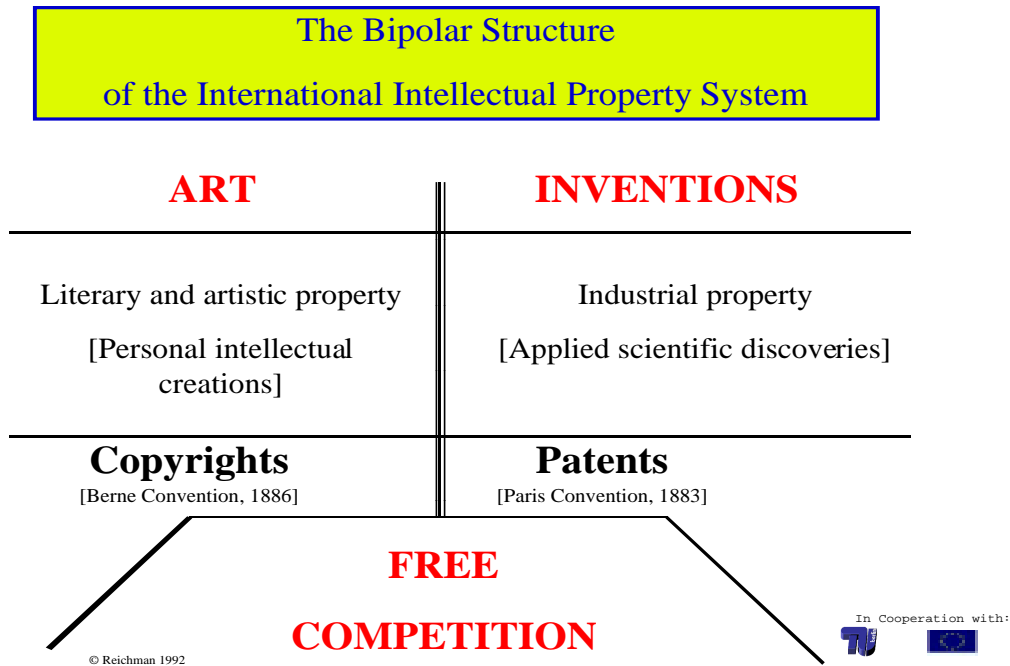 The Bipolar Structure
of the International Intellectual Property System
ART
INVENTIONS
Literary and artistic property
[Personal intellectual
creations]
Industrial property
[Applied scientific discoveries]
Copyrights
[Berne Convention, 1886]
Patents
[Paris Convention, 1883]
FREE
COMPETITION
© Reichman 1992
In Cooperation with: